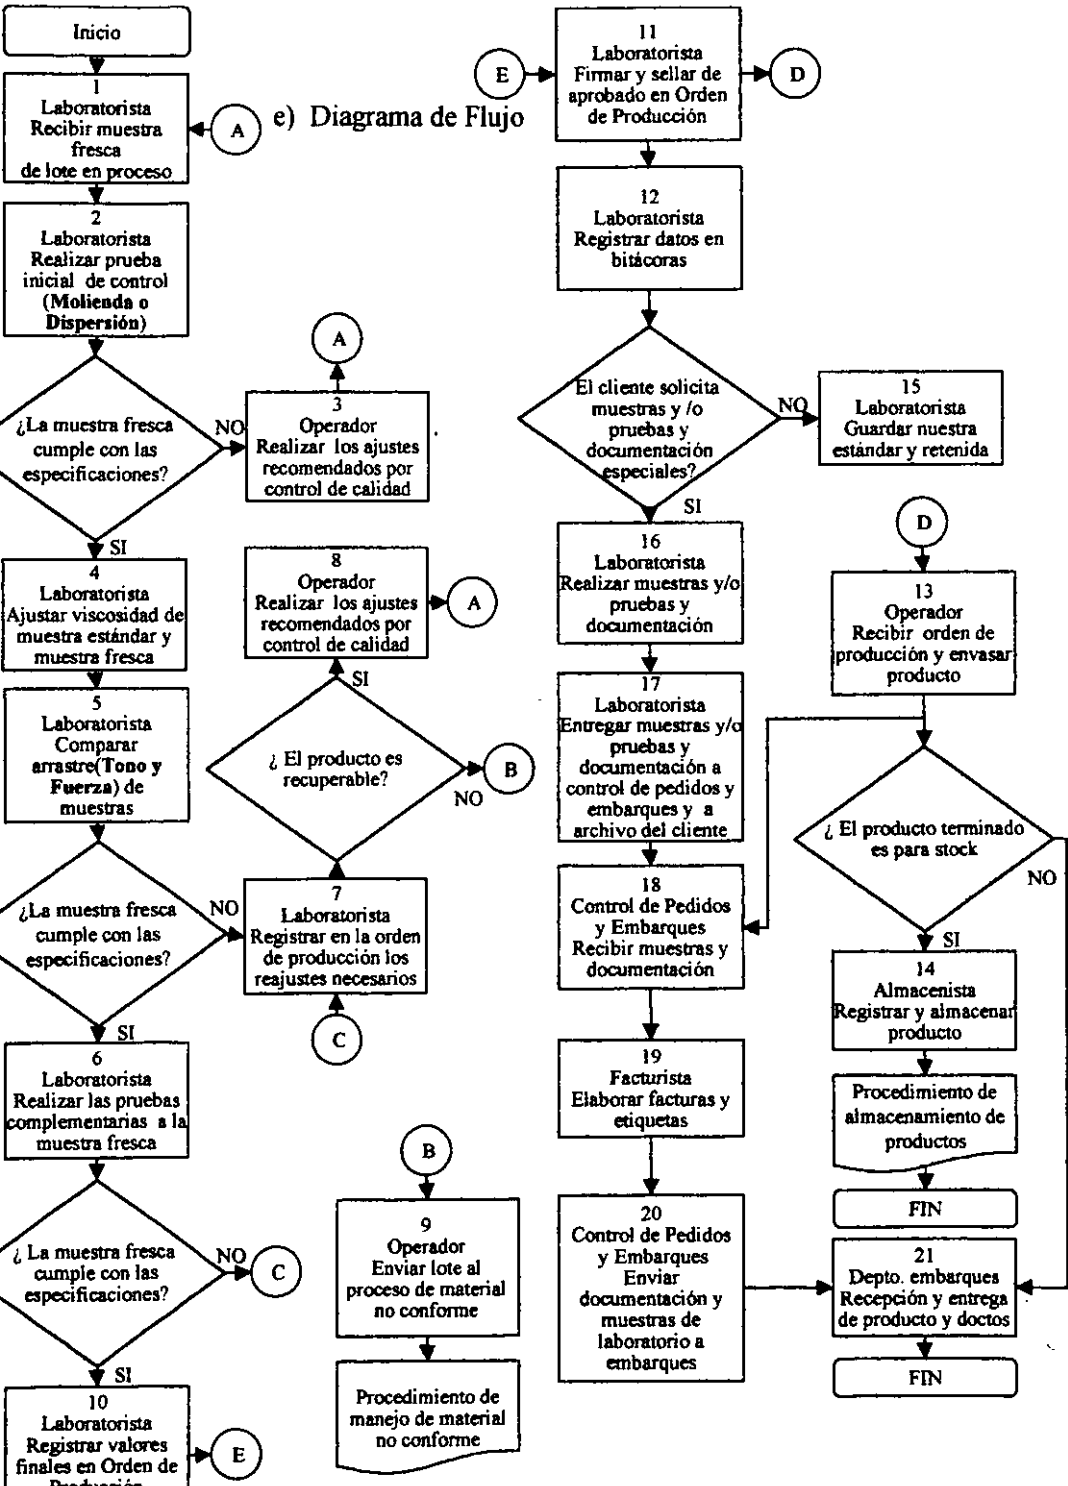 Inicio
1
Laboratorista
Recibir muestra
fresca
de lote en proceso
A
e) Diagrama de Flujo
2
Laboratorista
Realizar prueba
inicial de control
(Molienda o
Dispersión)
¿La muestra fresca
cumple con las
especificaciones?
NO
SI
A
3
Operador
Realizar los ajustes
recomendados por
control de calidad
4
Laboratorista
Ajustar viscosidad de
muestra estándar y
muestra fresca
5
Laboratorista
Comparar
arrastre(Tono y
Fuerza) de
muestras
¿La muestra fresca
cumple con las
especificaciones?
NO
SI
8
Operador
Realizar los ajustes
recomendados por
control de calidad
A
SI
¿ El producto es
recuperable?
NO
B
7
Laboratorista
Registrar en la orden
de producción los
reajustes necesarios
C
6
Laboratorista
Realizar las pruebas
complementarias a la
muestra fresca
¿ La muestra fresca
cumple con las
especificaciones?
NO
C
SI
10
Laboratorista
Registrar valores
finales en Orden de
Producción
E
B
9
Operador
Enviar lote al
proceso de material
no conforme
Procedimiento de
manejo de material
no conforme
E
11
Laboratorista
Firmar y sellar de
aprobado en Orden
de Producción
D
12
Laboratorista
Registrar datos en
bitácoras
El cliente solicita
muestras y /o
pruebas y
documentación
especiales?
NO
SI
15
Laboratorista
Guardar nuestra
estándar y retenida
16
Laboratorista
Realizar muestras y/o
pruebas y
documentación
17
Laboratorista
Entregar muestras y/o
pruebas y
documentación a
control de pedidos y
embarques y a
archivo del cliente
18
Control de Pedidos
y Embarques
Recibir muestras y
documentación
19
Facturista
Elaborar facturas y
etiquetas
20
Control de Pedidos
y Embarques
Enviar
documentación y
muestras de
laboratorio a
embarques
D
13
Operador
Recibir orden de
producción y envasar
producto
¿ El producto terminado
es para stock
NO
SI
14
Almacenista
Registrar y almacenar
producto
Procedimiento de
almacenamiento de
productos
FIN
21
Depto. embarques
Recepción y entrega
de producto y doctos
FIN